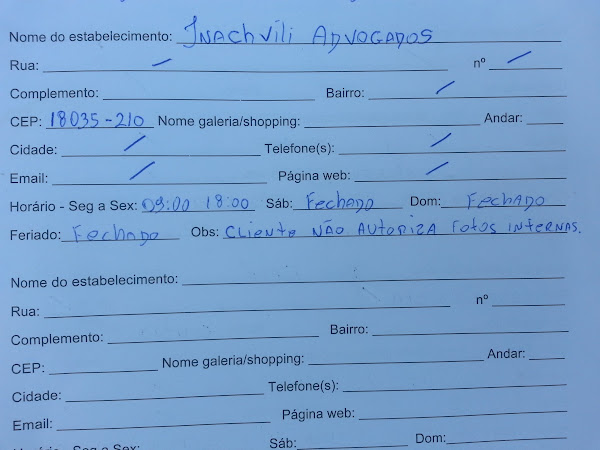 Nome do estabelecimento: Inachvili Advogados
Rua: / nº /
Complemento: Bairro: /
CEP: 18035-210 Nome galeria/shopping: Andar:
Cidade: / Telefone(s): /
Email: / Página web: /
Horário - Seg a Sex: 09:00 18:00 Sáb: Fechado Dom: Fechado
Feriado: Fechado Obs: Cliente não autoriza fotos internas.
Nome do estabelecimento:
Rua: nº
Complemento: Bairro:
CEP: Nome galeria/shopping: Andar:
Cidade: Telefone(s):
Email: Página web:
Horário - Seg a Sex: Sáb: Dom: